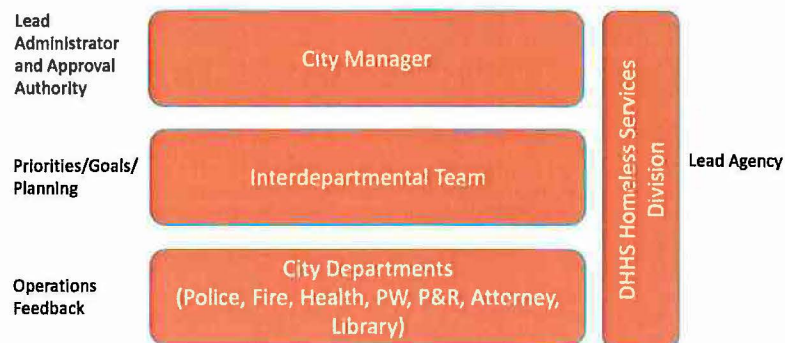 Lead
Administrator
and Approval
Authority
City Manager
Priorities/Goals/
Planning
Interdepartmental Team
Operations
Feedback
City Departments
(Police, Fire, Health, PW, P&R, Attorney,
Library)
DHHS Homeless Services
Division
Lead Agency